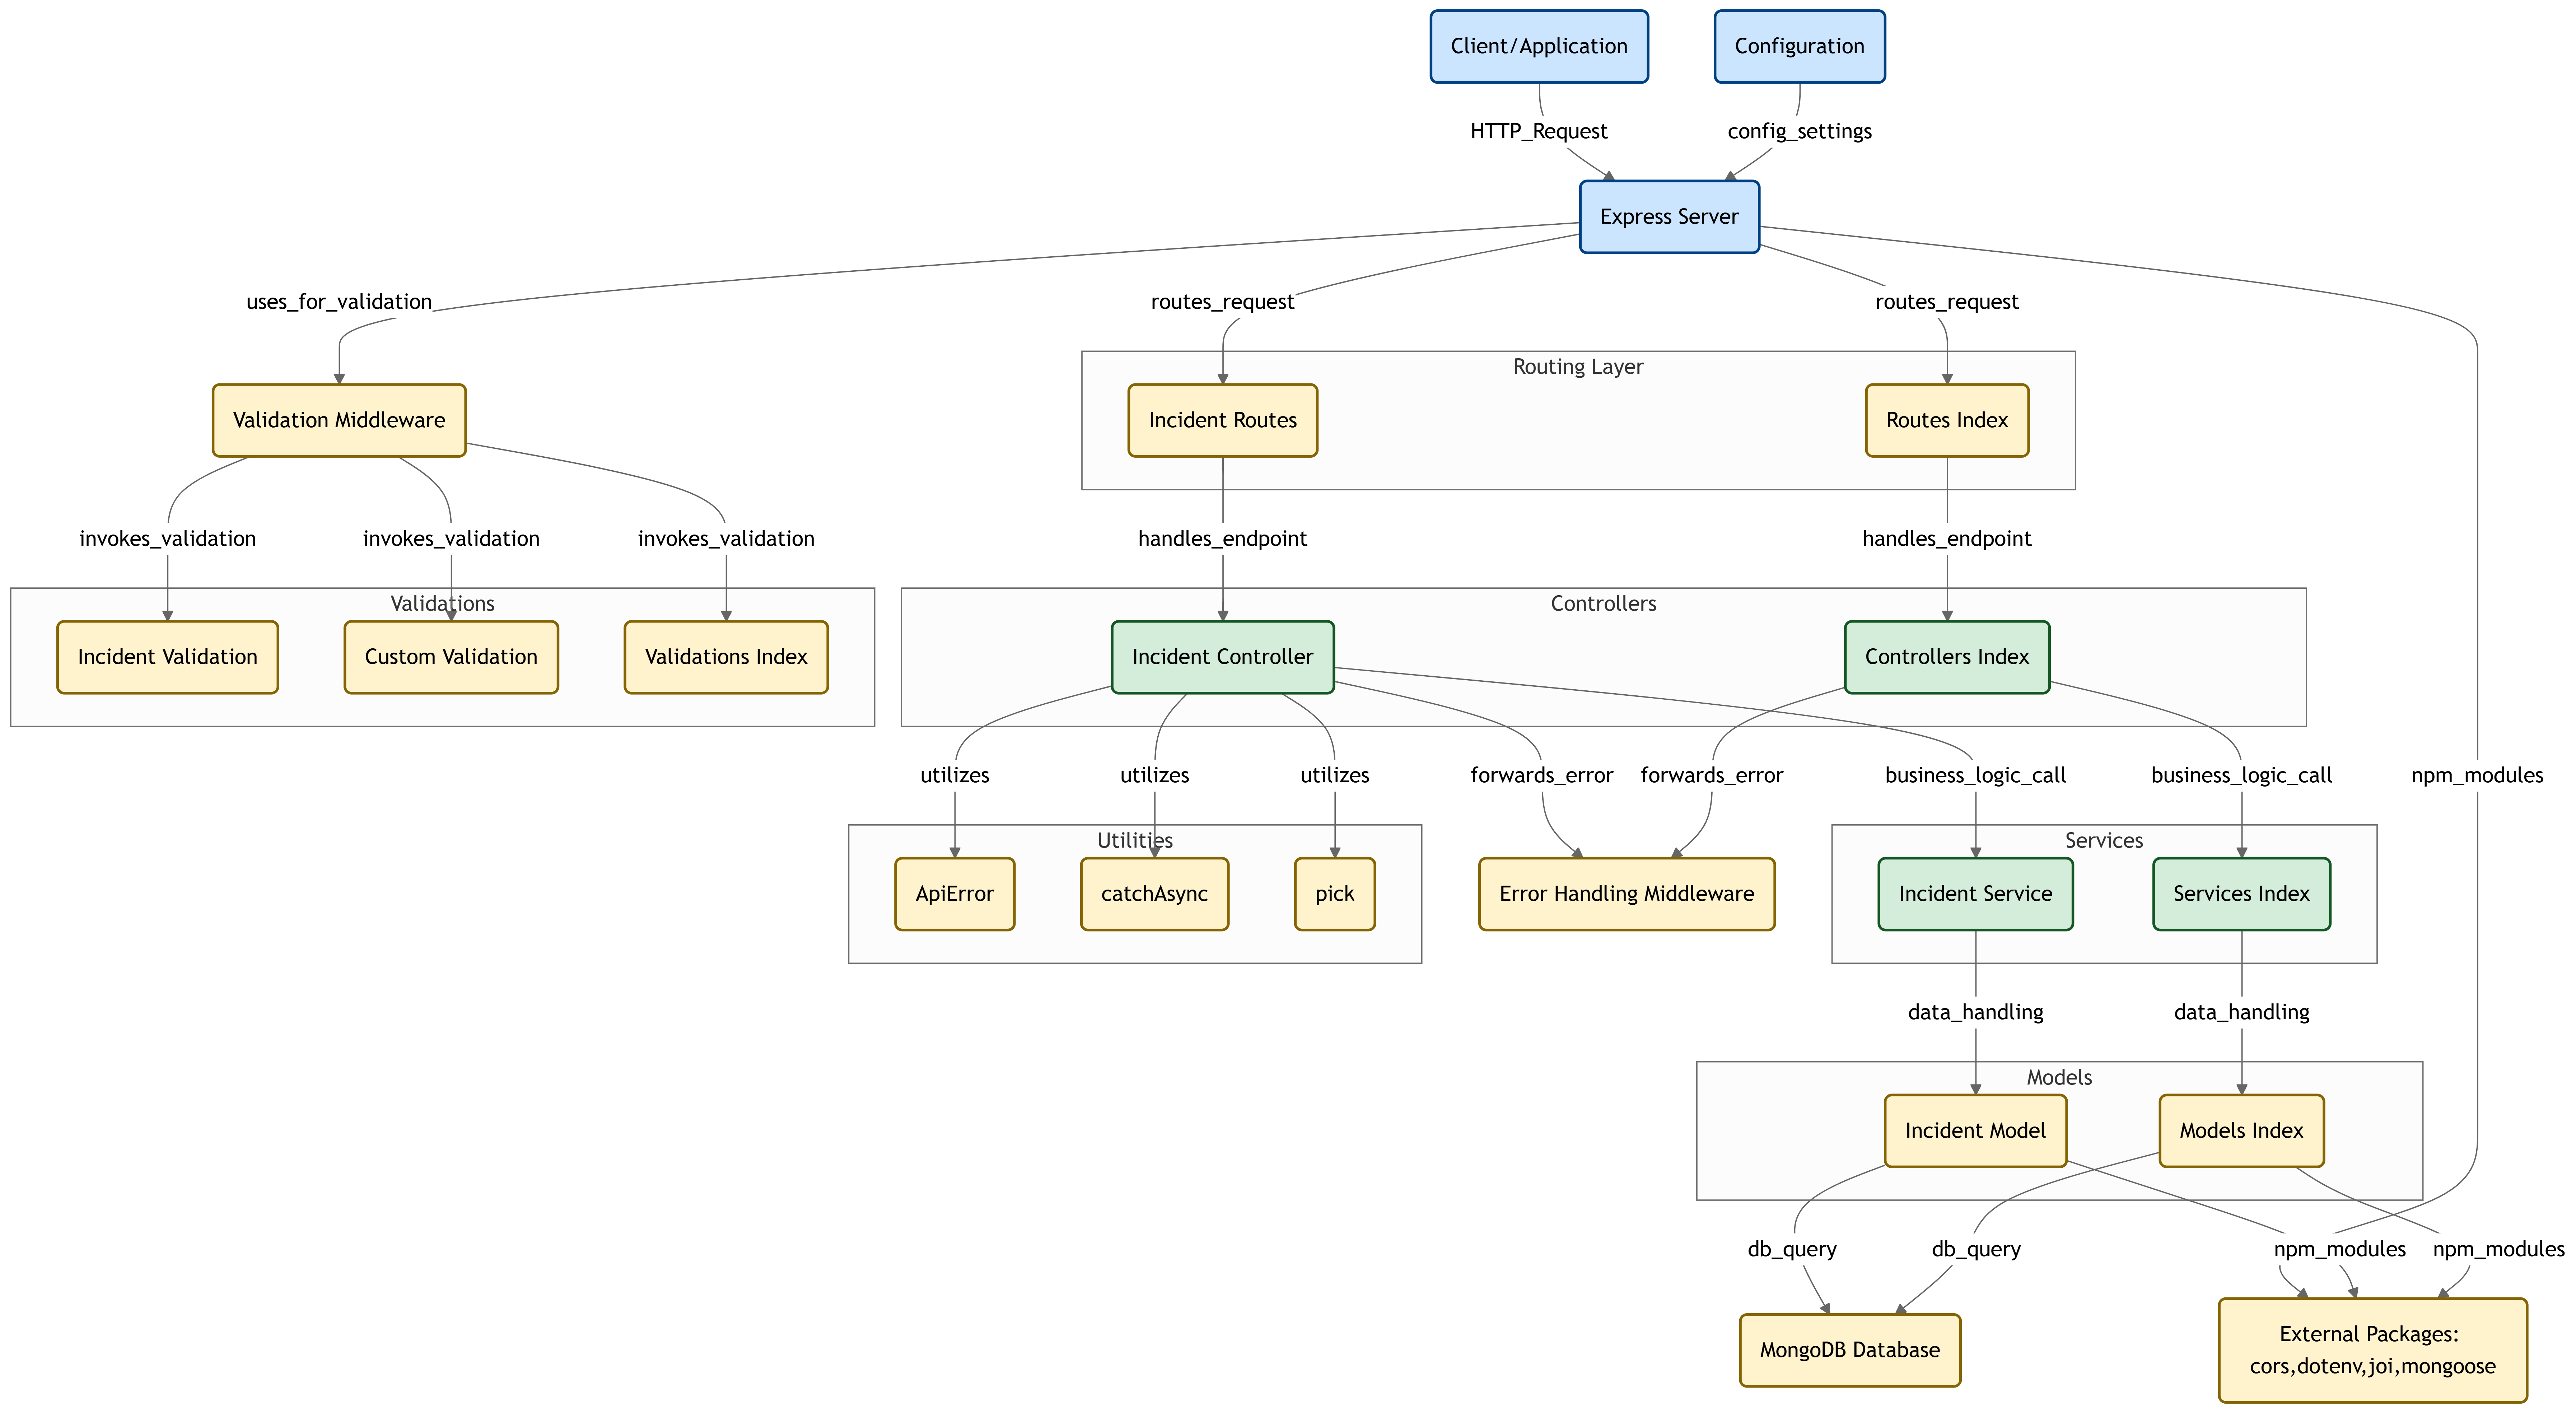 Client/Application
Configuration
HTTP_Request
config_settings
Express Server
uses_for_validation
routes_request
routes_request
Routing Layer
Validation Middleware
Incident Routes
Routes Index
invokes_validation
invokes_validation
invokes_validation
handles_endpoint
handles_endpoint
Validations
Controllers
Incident Validation
Custom Validation
Validations Index
Incident Controller
Controllers Index
utilizes
utilizes
utilizes
forwards_error
forwards_error
business_logic_call
business_logic_call
npm_modules
Utilities
Services
ApiError
catchAsync
pick
Error Handling Middleware
Incident Service
Services Index
data_handling
data_handling
Models
Incident Model
Models Index
db_query
db_query
npm_modules
npm_modules
MongoDB Database
External Packages:
cors,dotenv,joi,mongoose